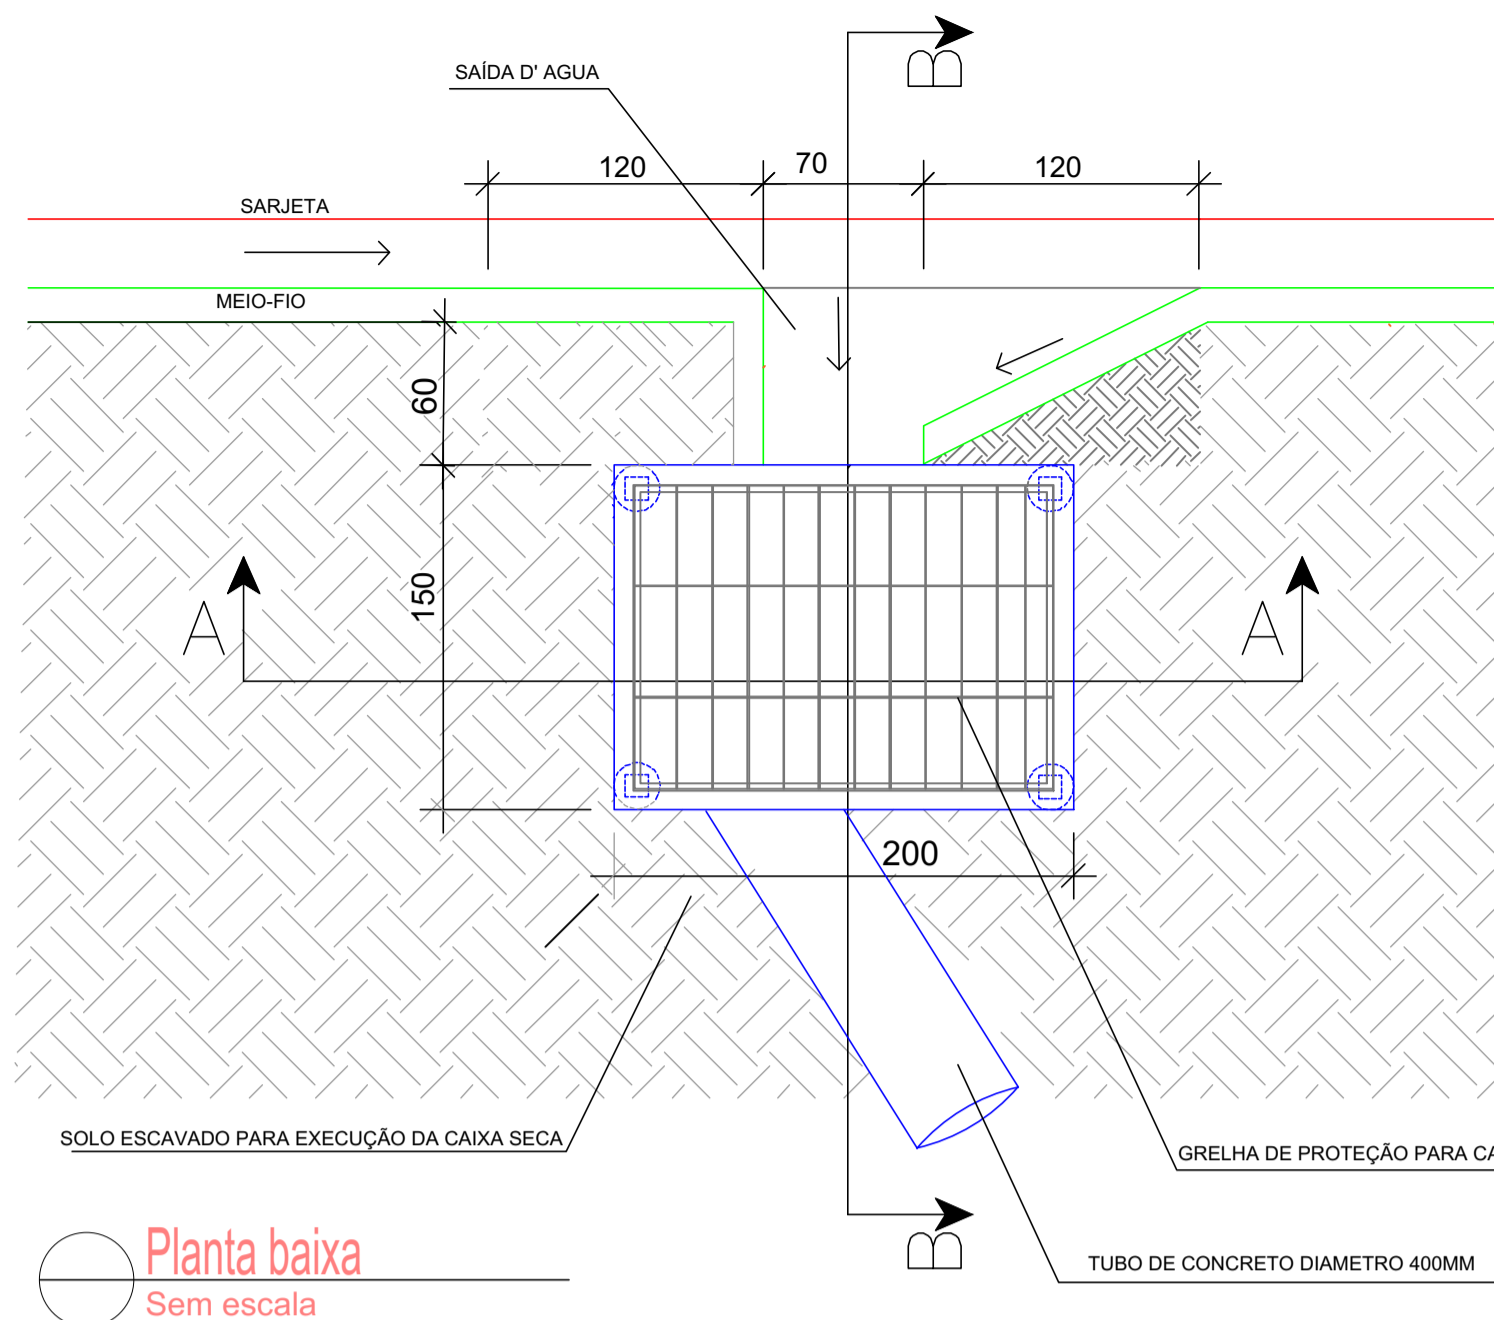 B
SAÍDA D' AGUA
120
70
120
SARJETA
MEIO-FIO
60
150
A
A
200
SOLO ESCAVADO PARA EXECUÇÃO DA CAIXA SECA
GRELHA DE PROTEÇÃO PARA CA
B
TUBO DE CONCRETO DIAMETRO 400MM
Planta baixa
Sem escala